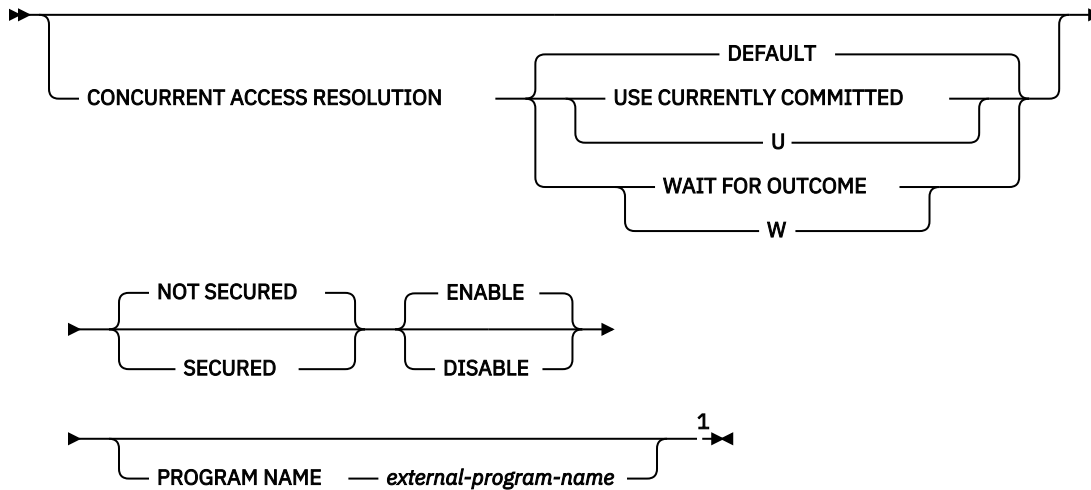 DEFAULT
CONCURRENT ACCESS RESOLUTION USE CURRENTLY COMMITTED
U
WAIT FOR OUTCOME
W
NOT SECURED ENABLE
SECURED DISABLE
1
PROGRAM NAME external-program-name